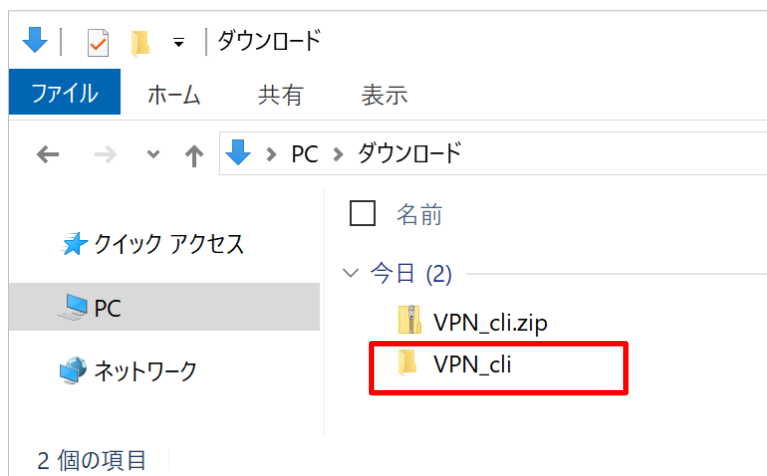 ダウンロード
ファイル ホーム 共有 表示
PC ダウンロード
名前
クイック アクセス
今日 (2)
PC
VPN_cli.zip
VPN_cli
ネットワーク
2 個の項目